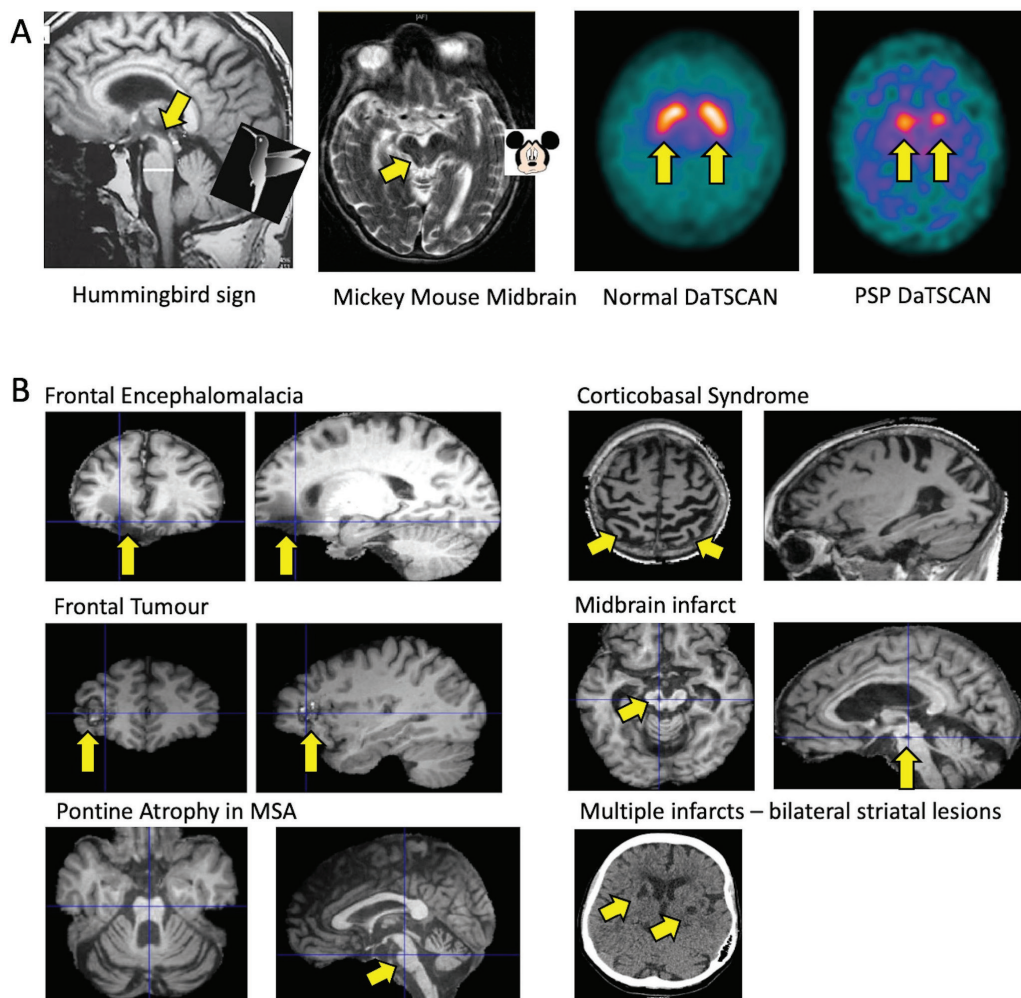 A
[AF]
Hummingbird sign
Mickey Mouse Midbrain
Normal DaTSCAN
PSP DaTSCAN
B
Frontal Encephalomalacia
Corticobasal Syndrome
Frontal Tumour
Midbrain infarct
Pontine Atrophy in MSA
Multiple infarcts – bilateral striatal lesions